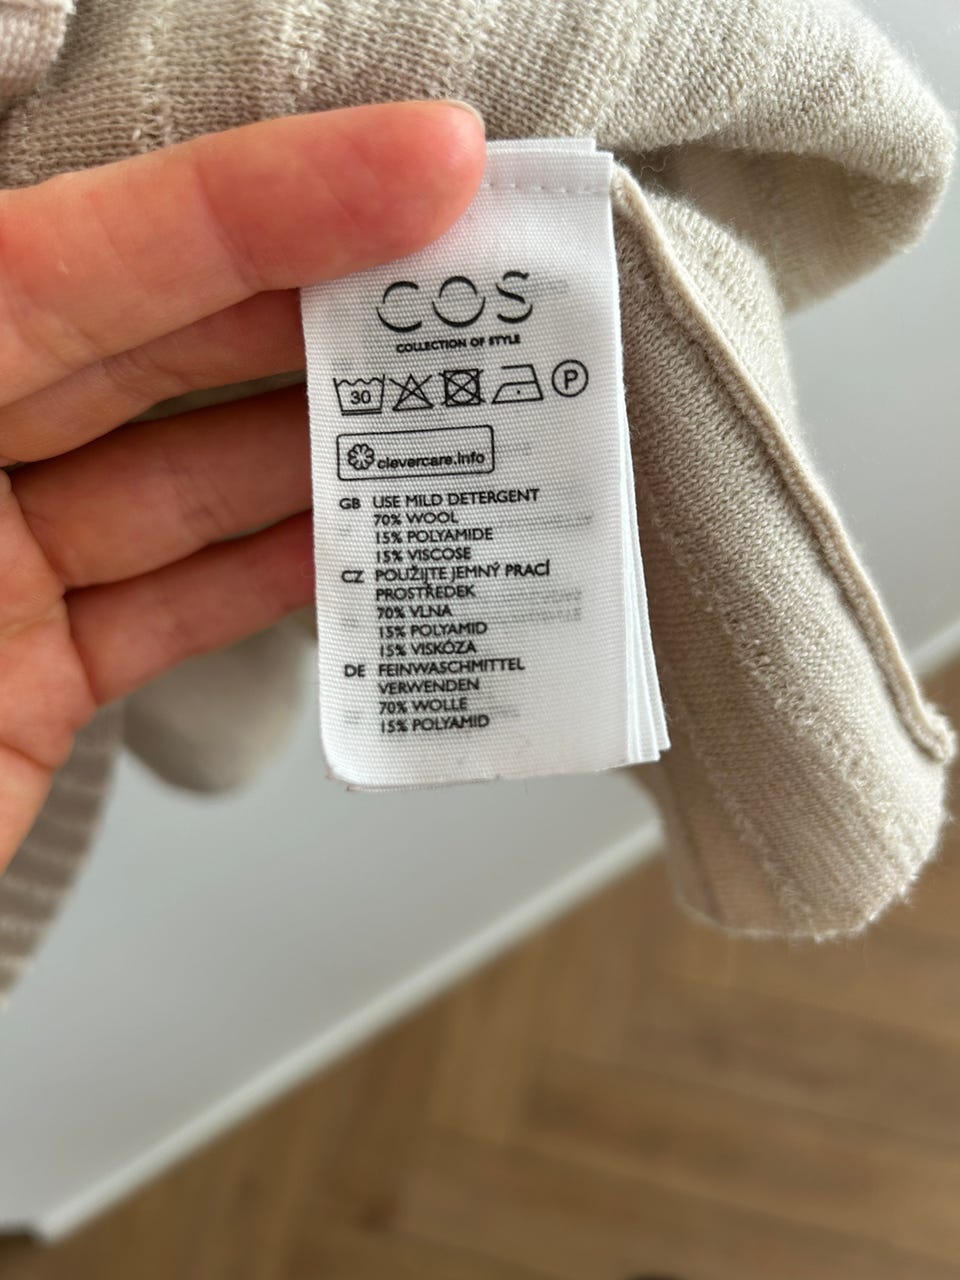 COS
COLLECTION OF STYLE
30 P
clevercare.info
GB USE MILD DETERGENT
70% WOOL
15% POLYAMIDE
15% VISCOSE
CZ POUŽIJTE JEMNÝ PRACÍ
PROSTŘEDEK
70% VLNA
15% POLYAMID
15% VISKÓZA
DE FEINWASCHMITTEL
VERWENDEN
70% WOLLE
15% POLYAMID